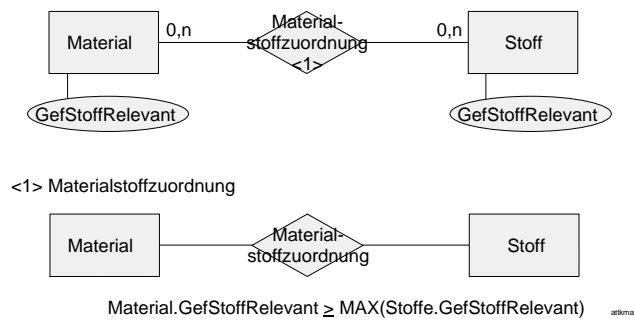 Material
0,n
Material-
stoffzuordnung
<1>
0,n
Stoff
GefStoffRelevant
GefStoffRelevant
<1> Materialstoffzuordnung
Material
Material-
stoffzuordnung
Stoff
Material.GefStoffRelevant ≥ MAX(Stoffe.GefStoffRelevant)
attkma